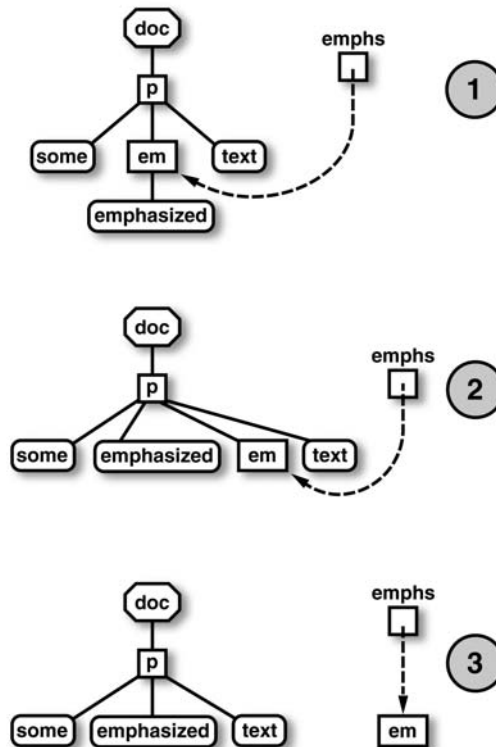 doc
emphs
p
1
some em text
emphasized
doc
emphs
p
2
some emphasized em text
doc
emphs
p
3
some emphasized text em